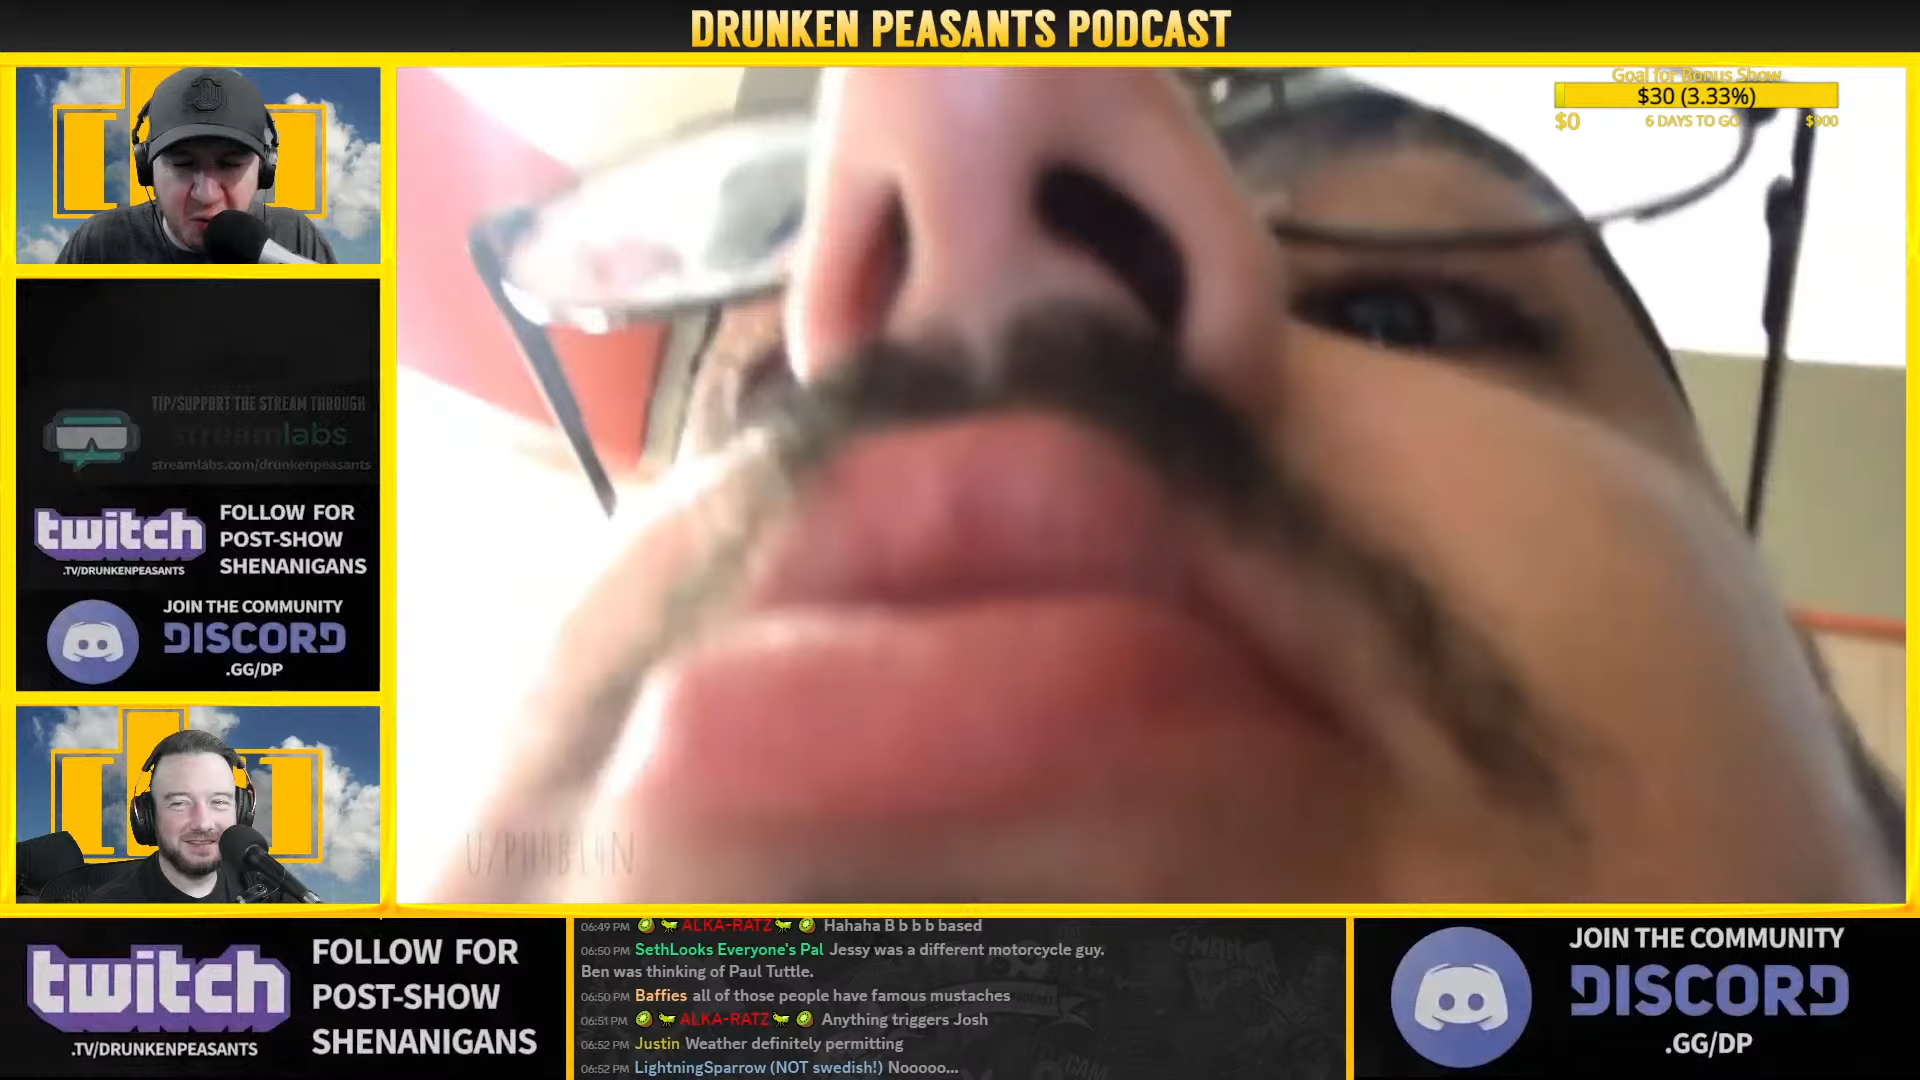 DRUNKEN PEASANTS PODCAST
Goal for Bonus Show
$30 (3.33%)
$0
6 DAYS TO GO
$900
TIP/SUPPORT THE STREAM THROUGH
streamlabs
streamlabs.com/drunkenpeasants
twitch
.TV/DRUNKENPEASANTS
FOLLOW FOR
POST-SHOW
SHENANIGANS
JOIN THE COMMUNITY
DISCORD
.GG/DP
U/PH4B14N
twitch
.TV/DRUNKENPEASANTS
FOLLOW FOR
POST-SHOW
SHENANIGANS
06:49 PM ALKA-RATZ Hahaha B b b b based
06:50 PM SethLooks Everyone's Pal Jessy was a different motorcycle guy.
Ben was thinking of Paul Tuttle.
06:50 PM Baffies all of those people have famous mustaches
06:51 PM ALKA-RATZ Anything triggers Josh
06:52 PM Justin Weather definitely permitting
06:52 PM LightningSparrow (NOT swedish!) Nooooo...
JOIN THE COMMUNITY
DISCORD
.GG/DP